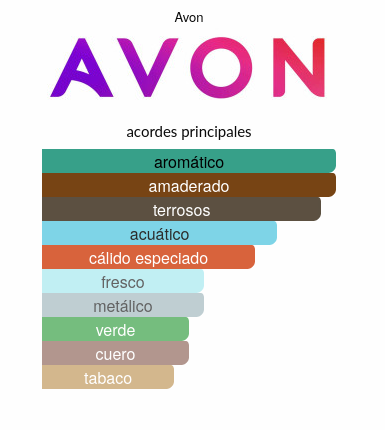 Avon
AVON
acordes principales
aromático
amaderado
terrosos
acuático
cálido especiado
fresco
metálico
verde
cuero
tabaco